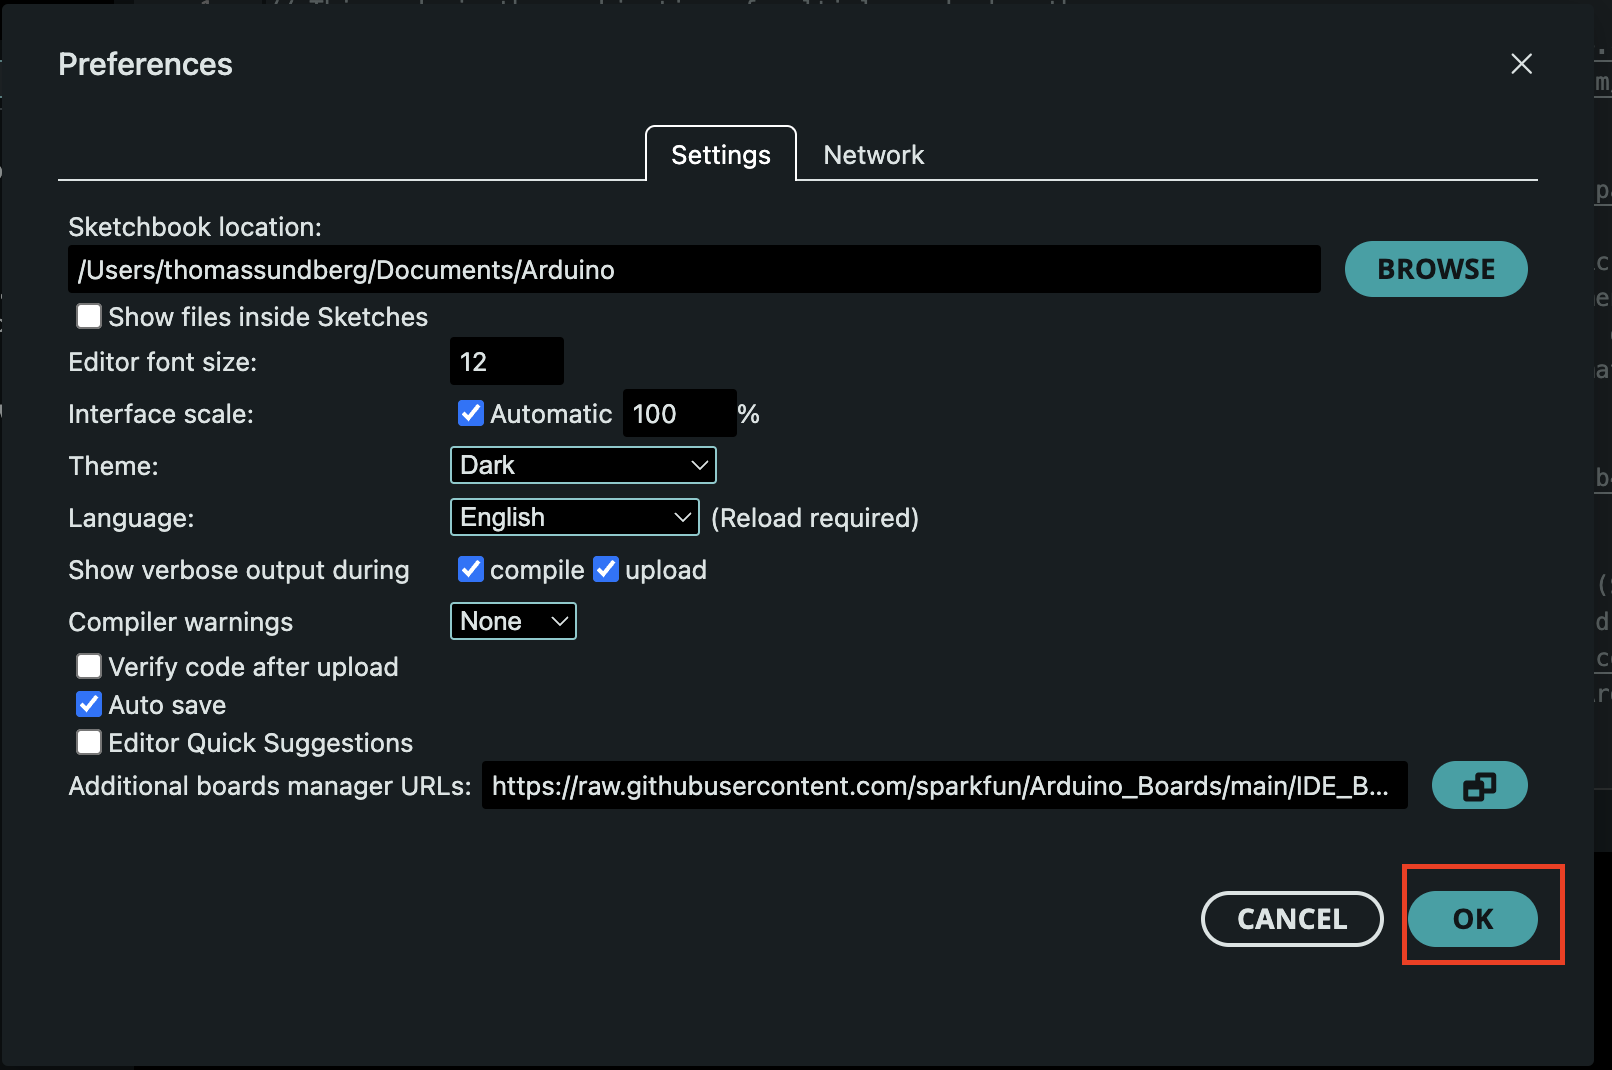 Preferences
Settings
Network
Sketchbook location:
/Users/thomassundberg/Documents/Arduino
BROWSE
Show files inside Sketches
Editor font size:
12
Interface scale:
Automatic 100 %
Theme:
Dark
Language:
English (Reload required)
Show verbose output during
compile upload
Compiler warnings
None
Verify code after upload
Auto save
Editor Quick Suggestions
Additional boards manager URLs:
https://raw.githubusercontent.com/sparkfun/Arduino_Boards/main/IDE_B...
CANCEL
OK